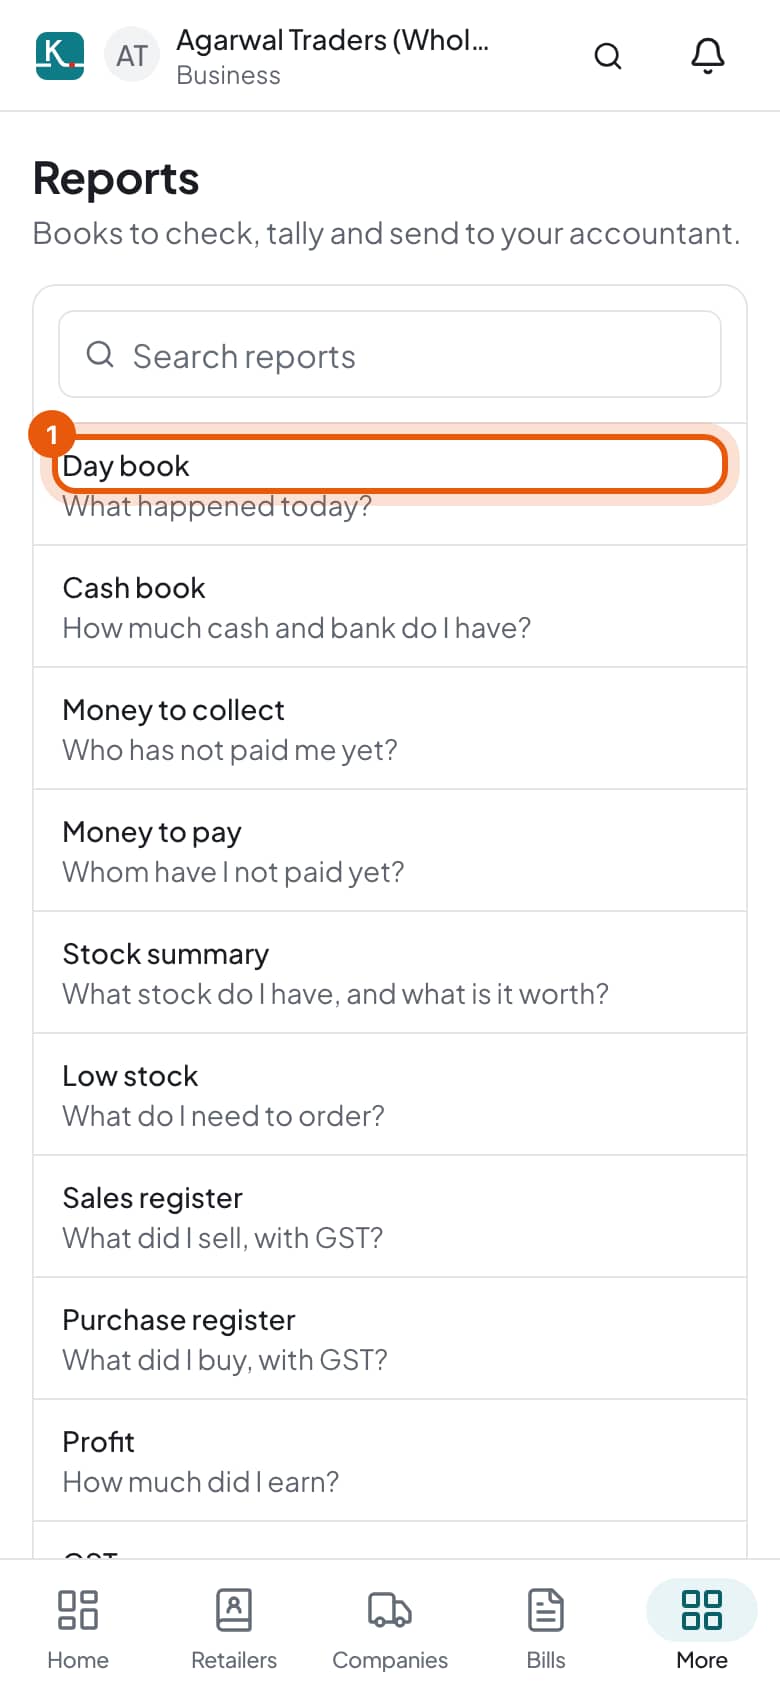 K.
AT
Agarwal Traders (Whol...
Business
Reports
Books to check, tally and send to your accountant.
Search reports
1
Day book
What happened today?
Cash book
How much cash and bank do I have?
Money to collect
Who has not paid me yet?
Money to pay
Whom have I not paid yet?
Stock summary
What stock do I have, and what is it worth?
Low stock
What do I need to order?
Sales register
What did I sell, with GST?
Purchase register
What did I buy, with GST?
Profit
How much did I earn?
Home
Retailers
Companies
Bills
More